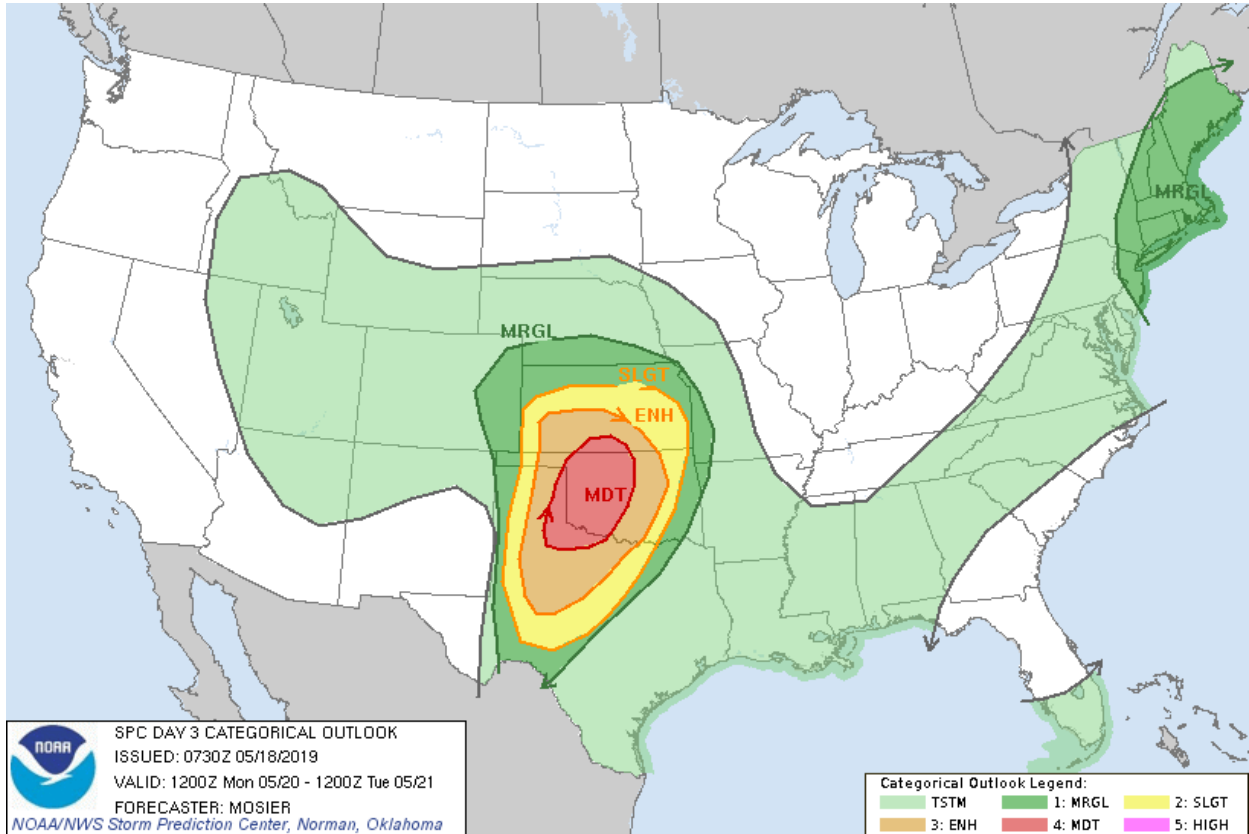 MRGL
MRGL
SLGT
ENH
MDT
NOAA
SPC DAY 3 CATEGORICAL OUTLOOK
ISSUED: 0730Z 05/18/2019
VALID: 1200Z Mon 05/20 - 1200Z Tue 05/21
FORECASTER: MOSIER
NOAA/NWS Storm Prediction Center, Norman, Oklahoma
Categorical Outlook Legend:
TSTM 1: MRGL 2: SLGT
3: ENH 4: MDT 5: HIGH